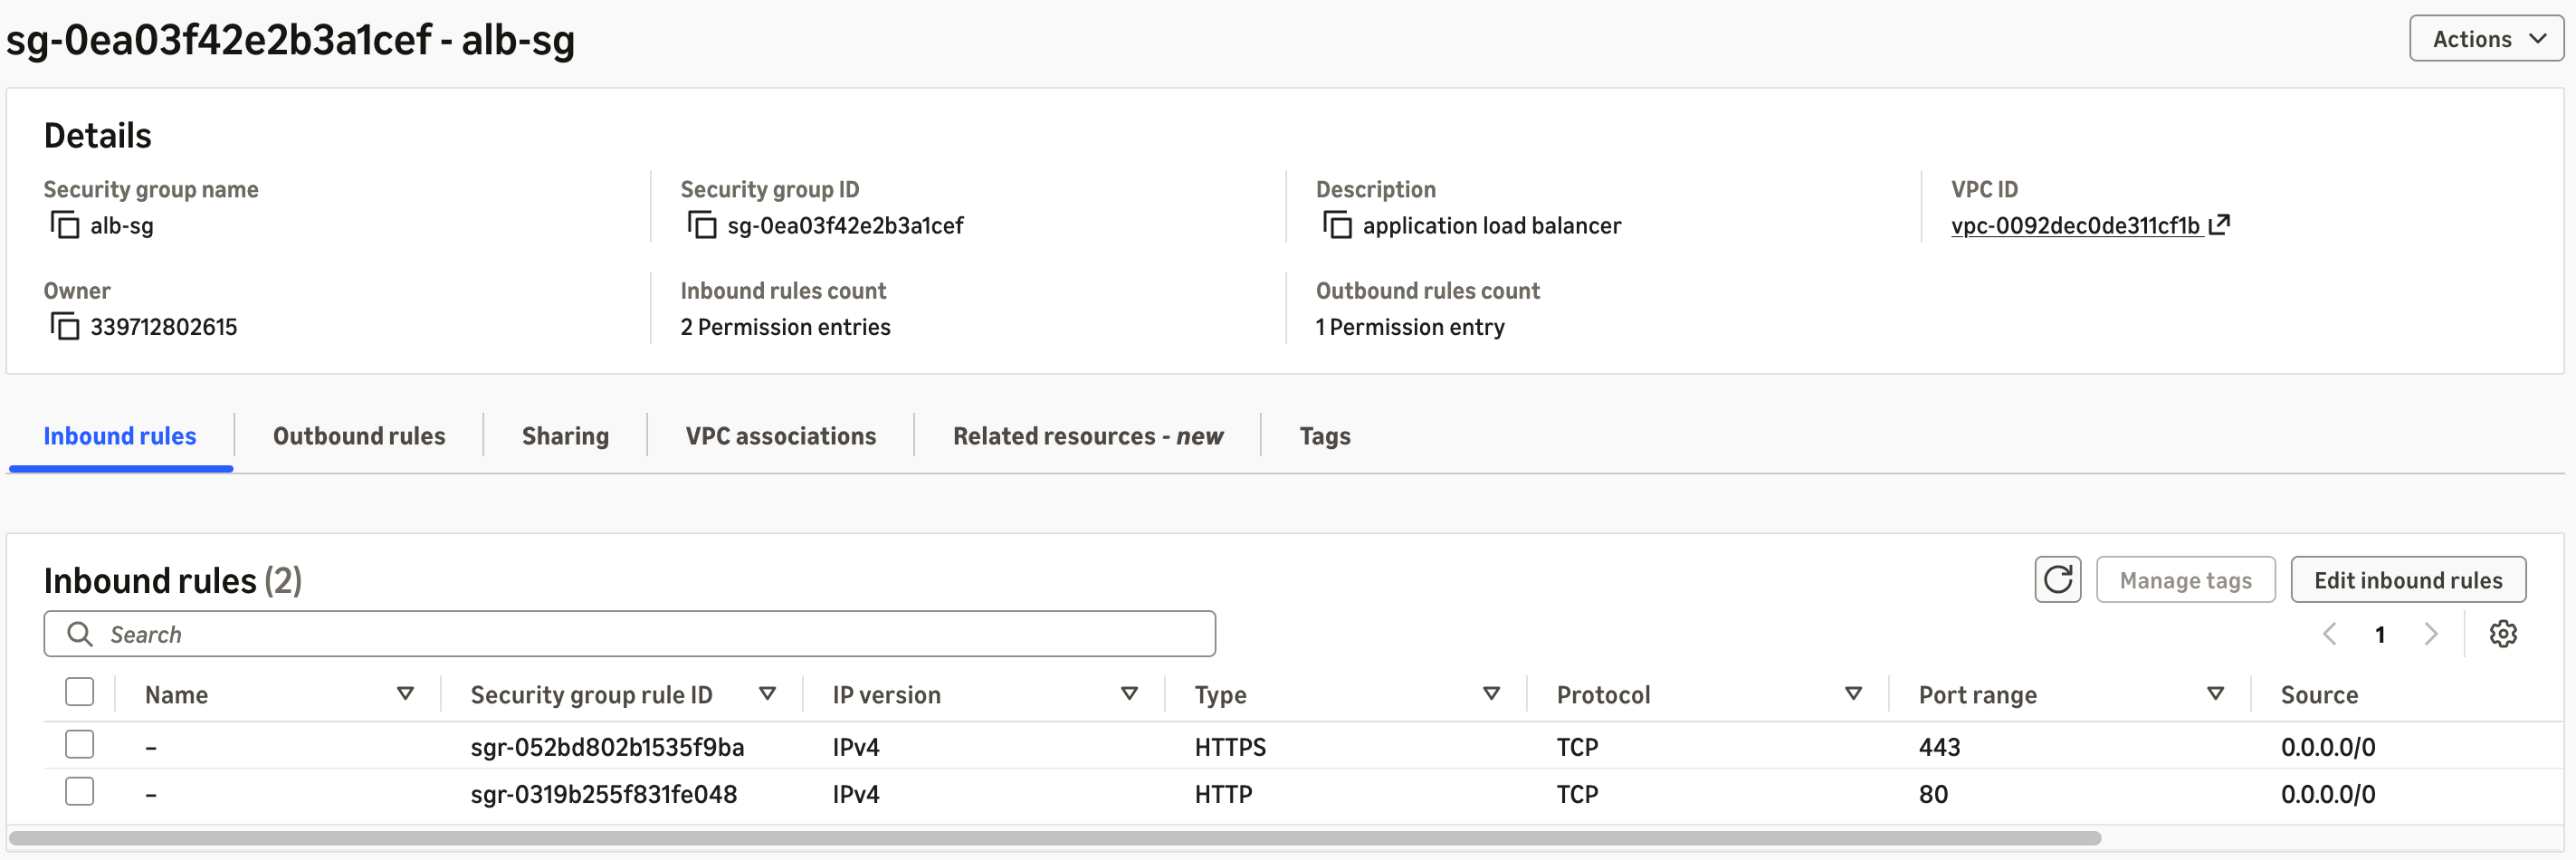 sg-0ea03f42e2b3a1cef - alb-sg
Actions
Details
Security group name
alb-sg
Security group ID
sg-0ea03f42e2b3a1cef
Description
application load balancer
VPC ID
vpc-0092dec0de311cf1b
Owner
339712802615
Inbound rules count
2 Permission entries
Outbound rules count
1 Permission entry
Inbound rules Outbound rules Sharing VPC associations Related resources - new Tags
Inbound rules (2)
Manage tags
Edit inbound rules
Search
1
Name Security group rule ID IP version Type Protocol Port range Source
– sgr-052bd802b1535f9ba IPv4 HTTPS TCP 443 0.0.0.0/0
– sgr-0319b255f831fe048 IPv4 HTTP TCP 80 0.0.0.0/0